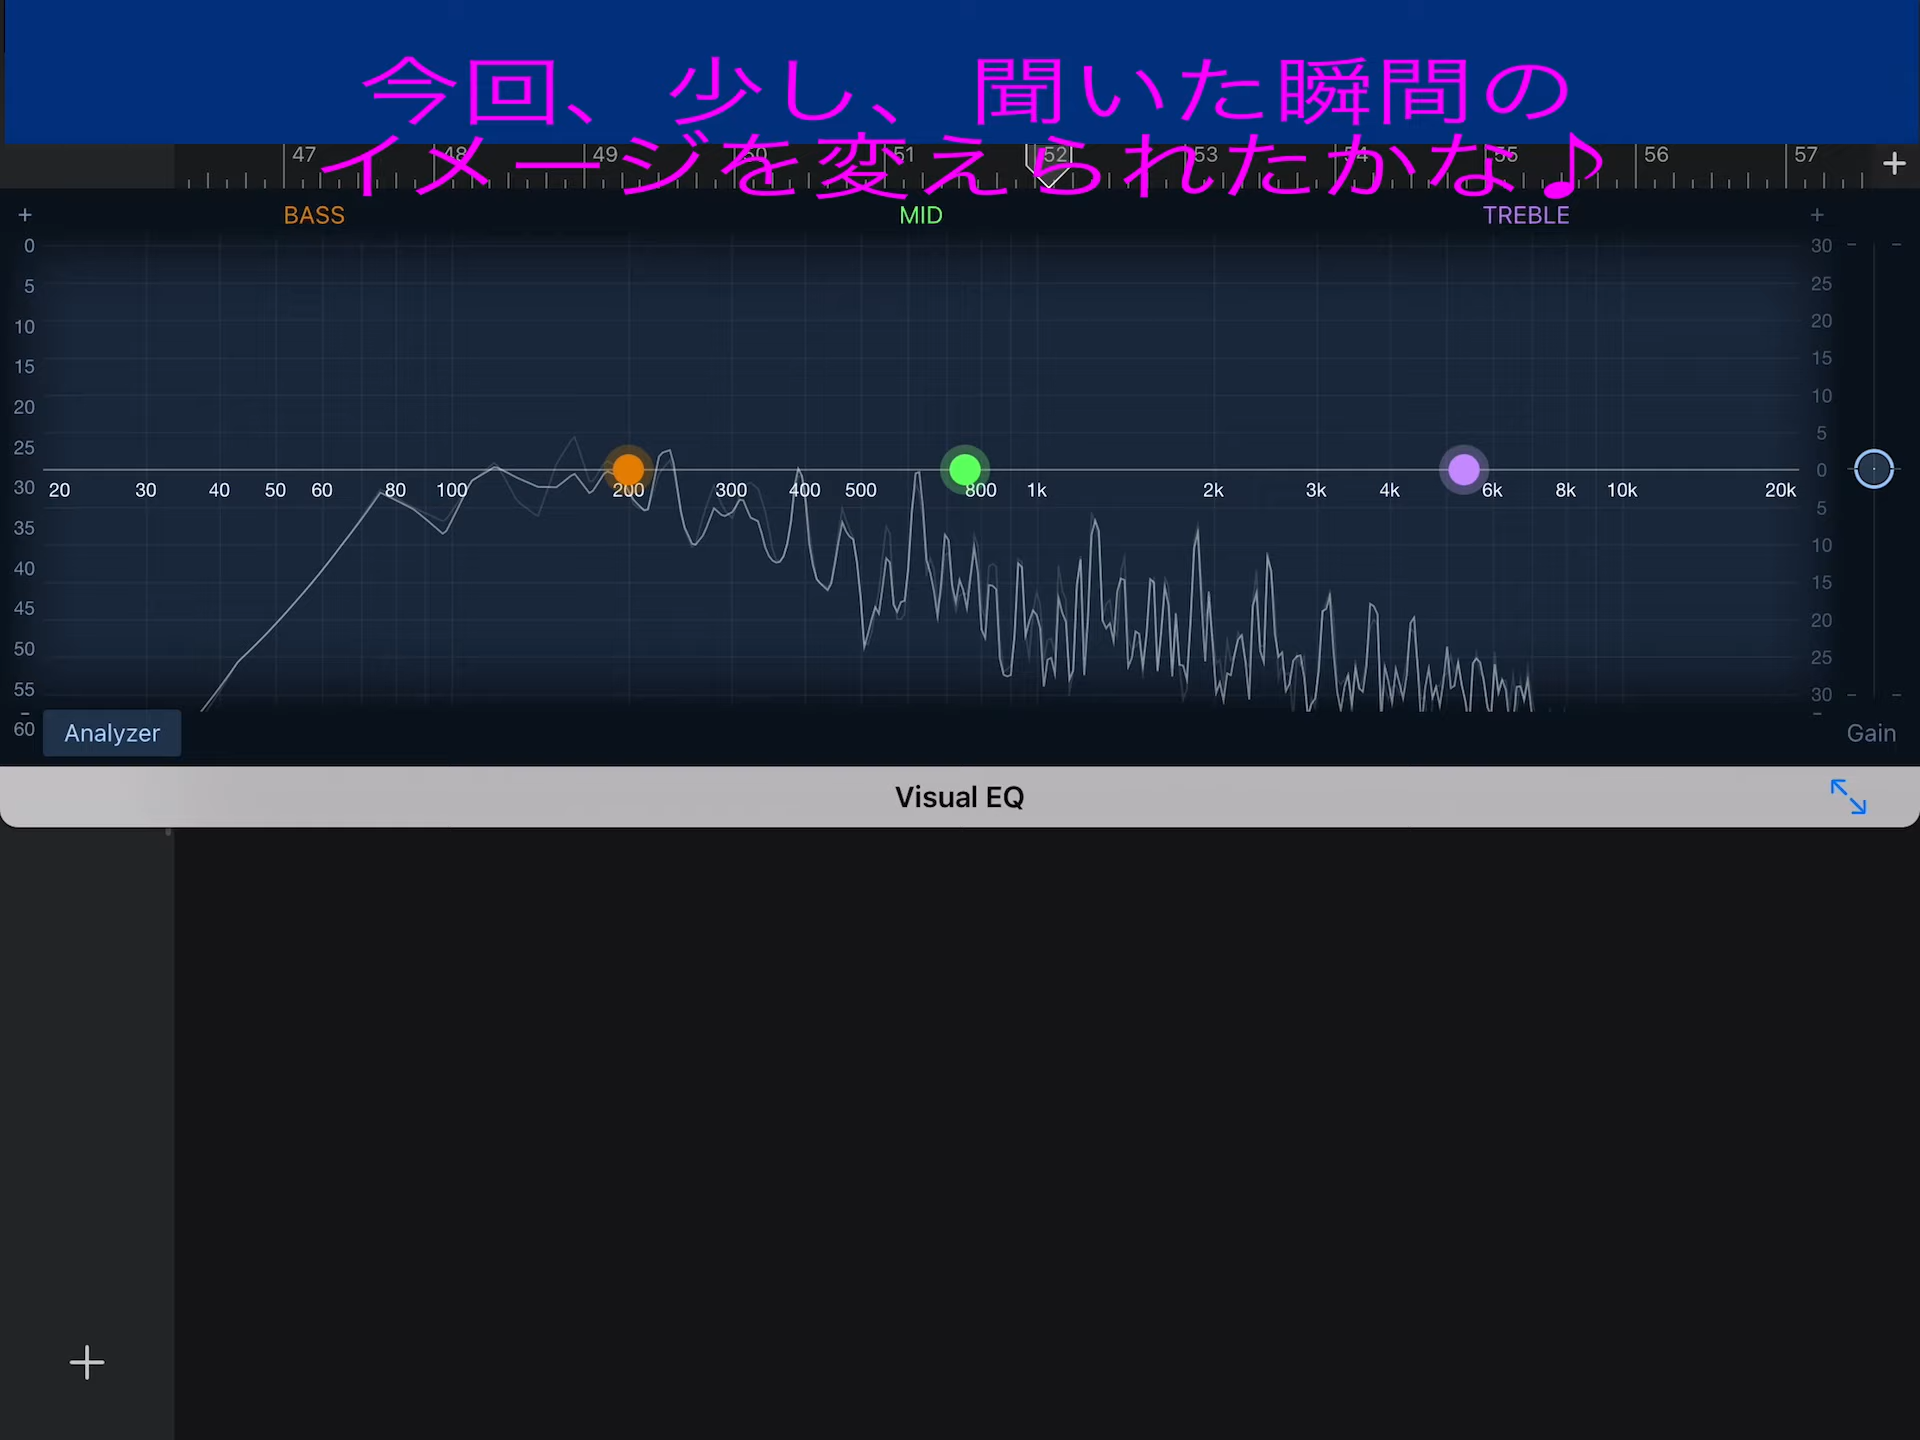 今回、少し、聞いた瞬間の
イメージを変えられたかな♪
47 48 49 50 51 52 53 54 55 56 57 +
+ BASS MID TREBLE +
0 30
5 25
10 20
15 15
20 10
25 5
0
30 20 30 40 50 60 80 100 200 300 400 500 800 1k 2k 3k 4k 6k 8k 10k 20k
35 5
40 10
45 15
50 20
55 25
30
60 Analyzer Gain
Visual EQ
+